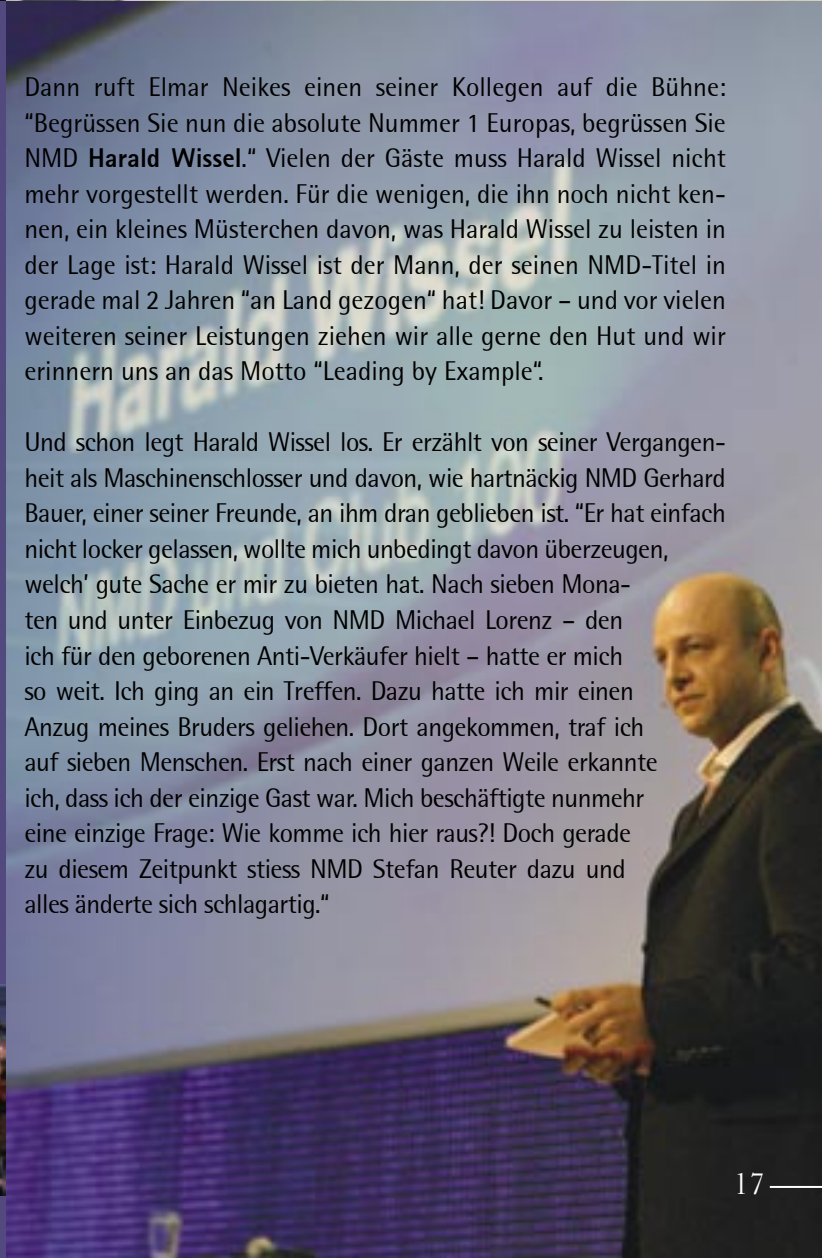 Dann ruft Elmar Neikes einen seiner Kollegen auf die Bühne:
"Begrüssen Sie nun die absolute Nummer 1 Europas, begrüssen Sie
NMD Harald Wissel.“ Vielen der Gäste muss Harald Wissel nicht
mehr vorgestellt werden. Für die wenigen, die ihn noch nicht ken-
nen, ein kleines Müsterchen davon, was Harald Wissel zu leisten in
der Lage ist: Harald Wissel ist der Mann, der seinen NMD-Titel in
gerade mal 2 Jahren "an Land gezogen“ hat! Davor – und vor vielen
weiteren seiner Leistungen ziehen wir alle gerne den Hut und wir
erinnern uns an das Motto "Leading by Example“.
Und schon legt Harald Wissel los. Er erzählt von seiner Vergangen-
heit als Maschinenschlosser und davon, wie hartnäckig NMD Gerhard
Bauer, einer seiner Freunde, an ihm dran geblieben ist. "Er hat einfach
nicht locker gelassen, wollte mich unbedingt davon überzeugen,
welch’ gute Sache er mir zu bieten hat. Nach sieben Mona-
ten und unter Einbezug von NMD Michael Lorenz – den
ich für den geborenen Anti-Verkäufer hielt – hatte er mich
so weit. Ich ging an ein Treffen. Dazu hatte ich mir einen
Anzug meines Bruders geliehen. Dort angekommen, traf ich
auf sieben Menschen. Erst nach einer ganzen Weile erkannte
ich, dass ich der einzige Gast war. Mich beschäftigte nunmehr
eine einzige Frage: Wie komme ich hier raus?! Doch gerade
zu diesem Zeitpunkt stiess NMD Stefan Reuter dazu und
alles änderte sich schlagartig.“
Harald Wissel
NMD und Club 100
17